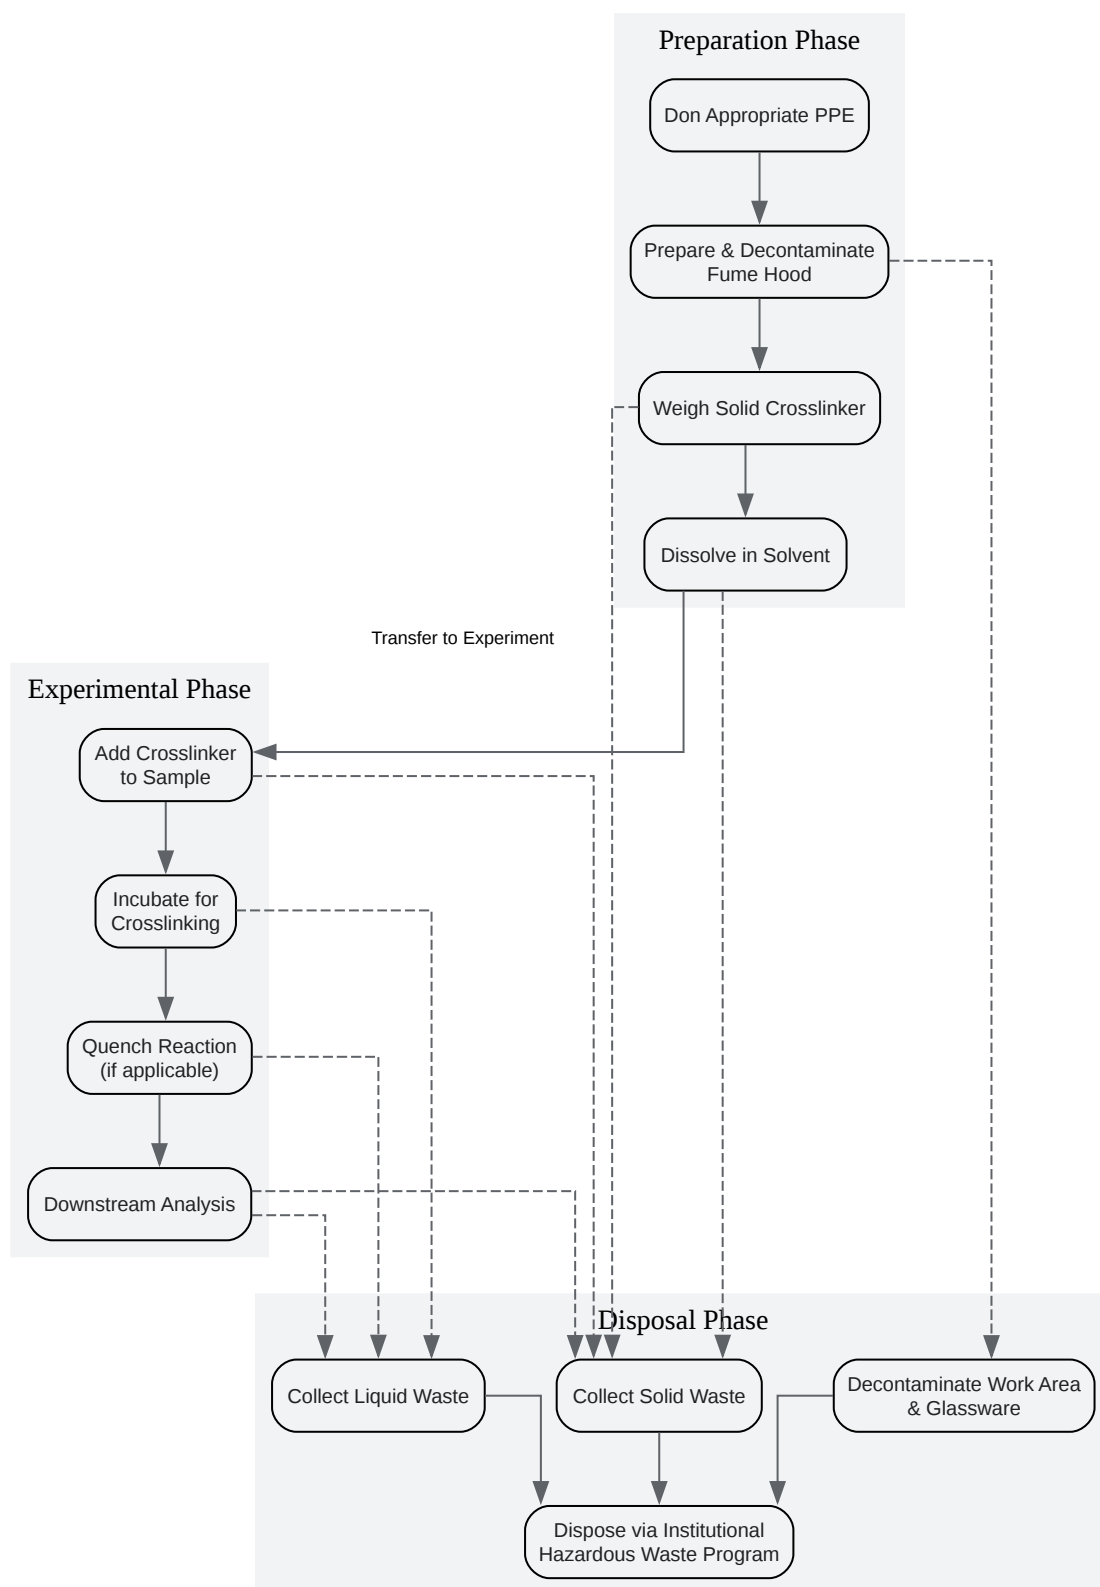 Preparation Phase
Don Appropriate PPE
Prepare & Decontaminate
Fume Hood
Weigh Solid Crosslinker
Dissolve in Solvent
Transfer to Experiment
Experimental Phase
Add Crosslinker
to Sample
Incubate for
Crosslinking
Quench Reaction
(if applicable)
Downstream Analysis
Disposal Phase
Collect Liquid Waste
Collect Solid Waste
Decontaminate Work Area
& Glassware
Dispose via Institutional
Hazardous Waste Program